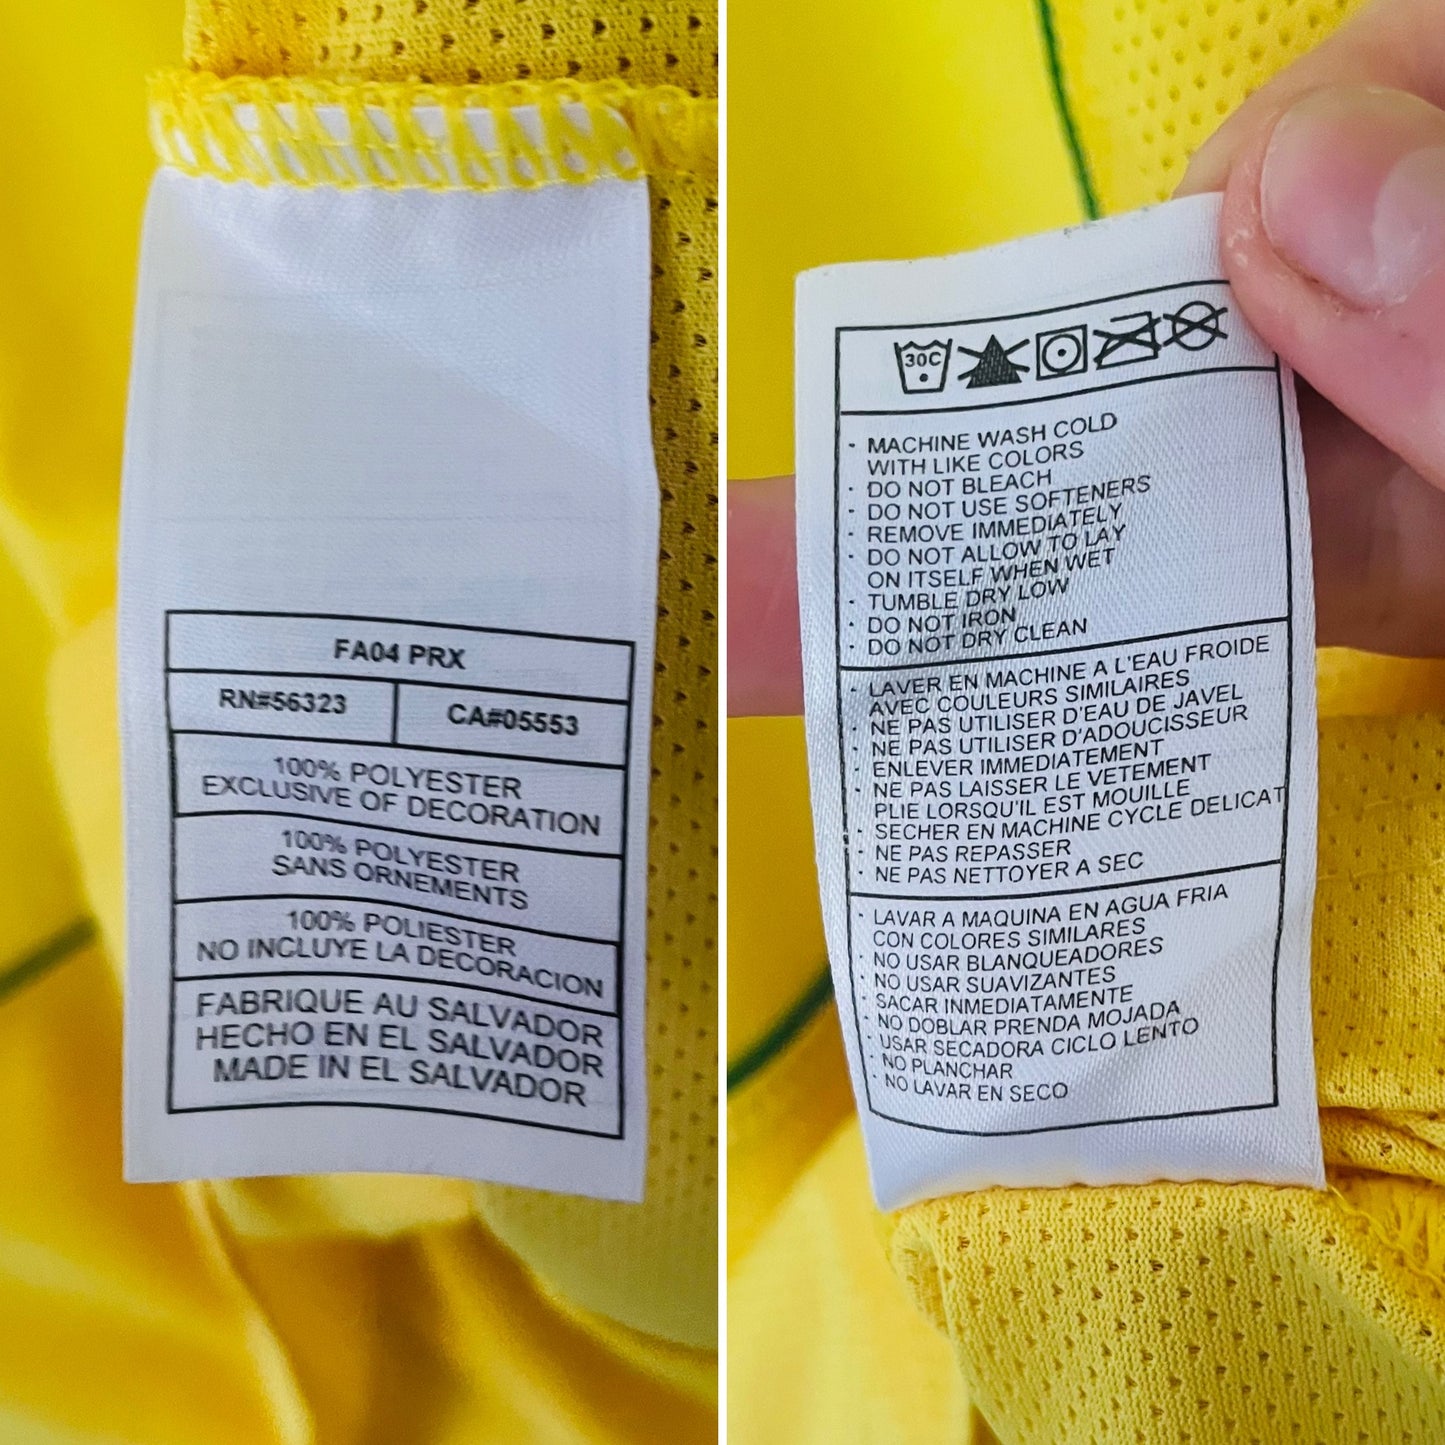 FA04 PRX
RN#56323
CA#05553
100% POLYESTER
EXCLUSIVE OF DECORATION
100% POLYESTER
SANS ORNEMENTS
100% POLIESTER
NO INCLUYE LA DECORACION
FABRIQUE AU SALVADOR
HECHO EN EL SALVADOR
MADE IN EL SALVADOR
30C
· MACHINE WASH COLD
WITH LIKE COLORS
· DO NOT BLEACH
· DO NOT USE SOFTENERS
· REMOVE IMMEDIATELY
· DO NOT ALLOW TO LAY
ON ITSELF WHEN WET
· TUMBLE DRY LOW
· DO NOT IRON
· DO NOT DRY CLEAN
· LAVER EN MACHINE A L'EAU FROIDE
AVEC COULEURS SIMILAIRES
· NE PAS UTILISER D'EAU DE JAVEL
· NE PAS UTILISER D'ADOUCISSEUR
· ENLEVER IMMEDIATEMENT
· NE PAS LAISSER LE VETEMENT
PLIE LORSQU'IL EST MOUILLE
· SECHER EN MACHINE CYCLE DELICAT
· NE PAS REPASSER
· NE PAS NETTOYER A SEC
· LAVAR A MAQUINA EN AGUA FRIA
CON COLORES SIMILARES
· NO USAR BLANQUEADORES
· NO USAR SUAVIZANTES
· SACAR INMEDIATAMENTE
· NO DOBLAR PRENDA MOJADA
· USAR SECADORA CICLO LENTO
· NO PLANCHAR
· NO LAVAR EN SECO